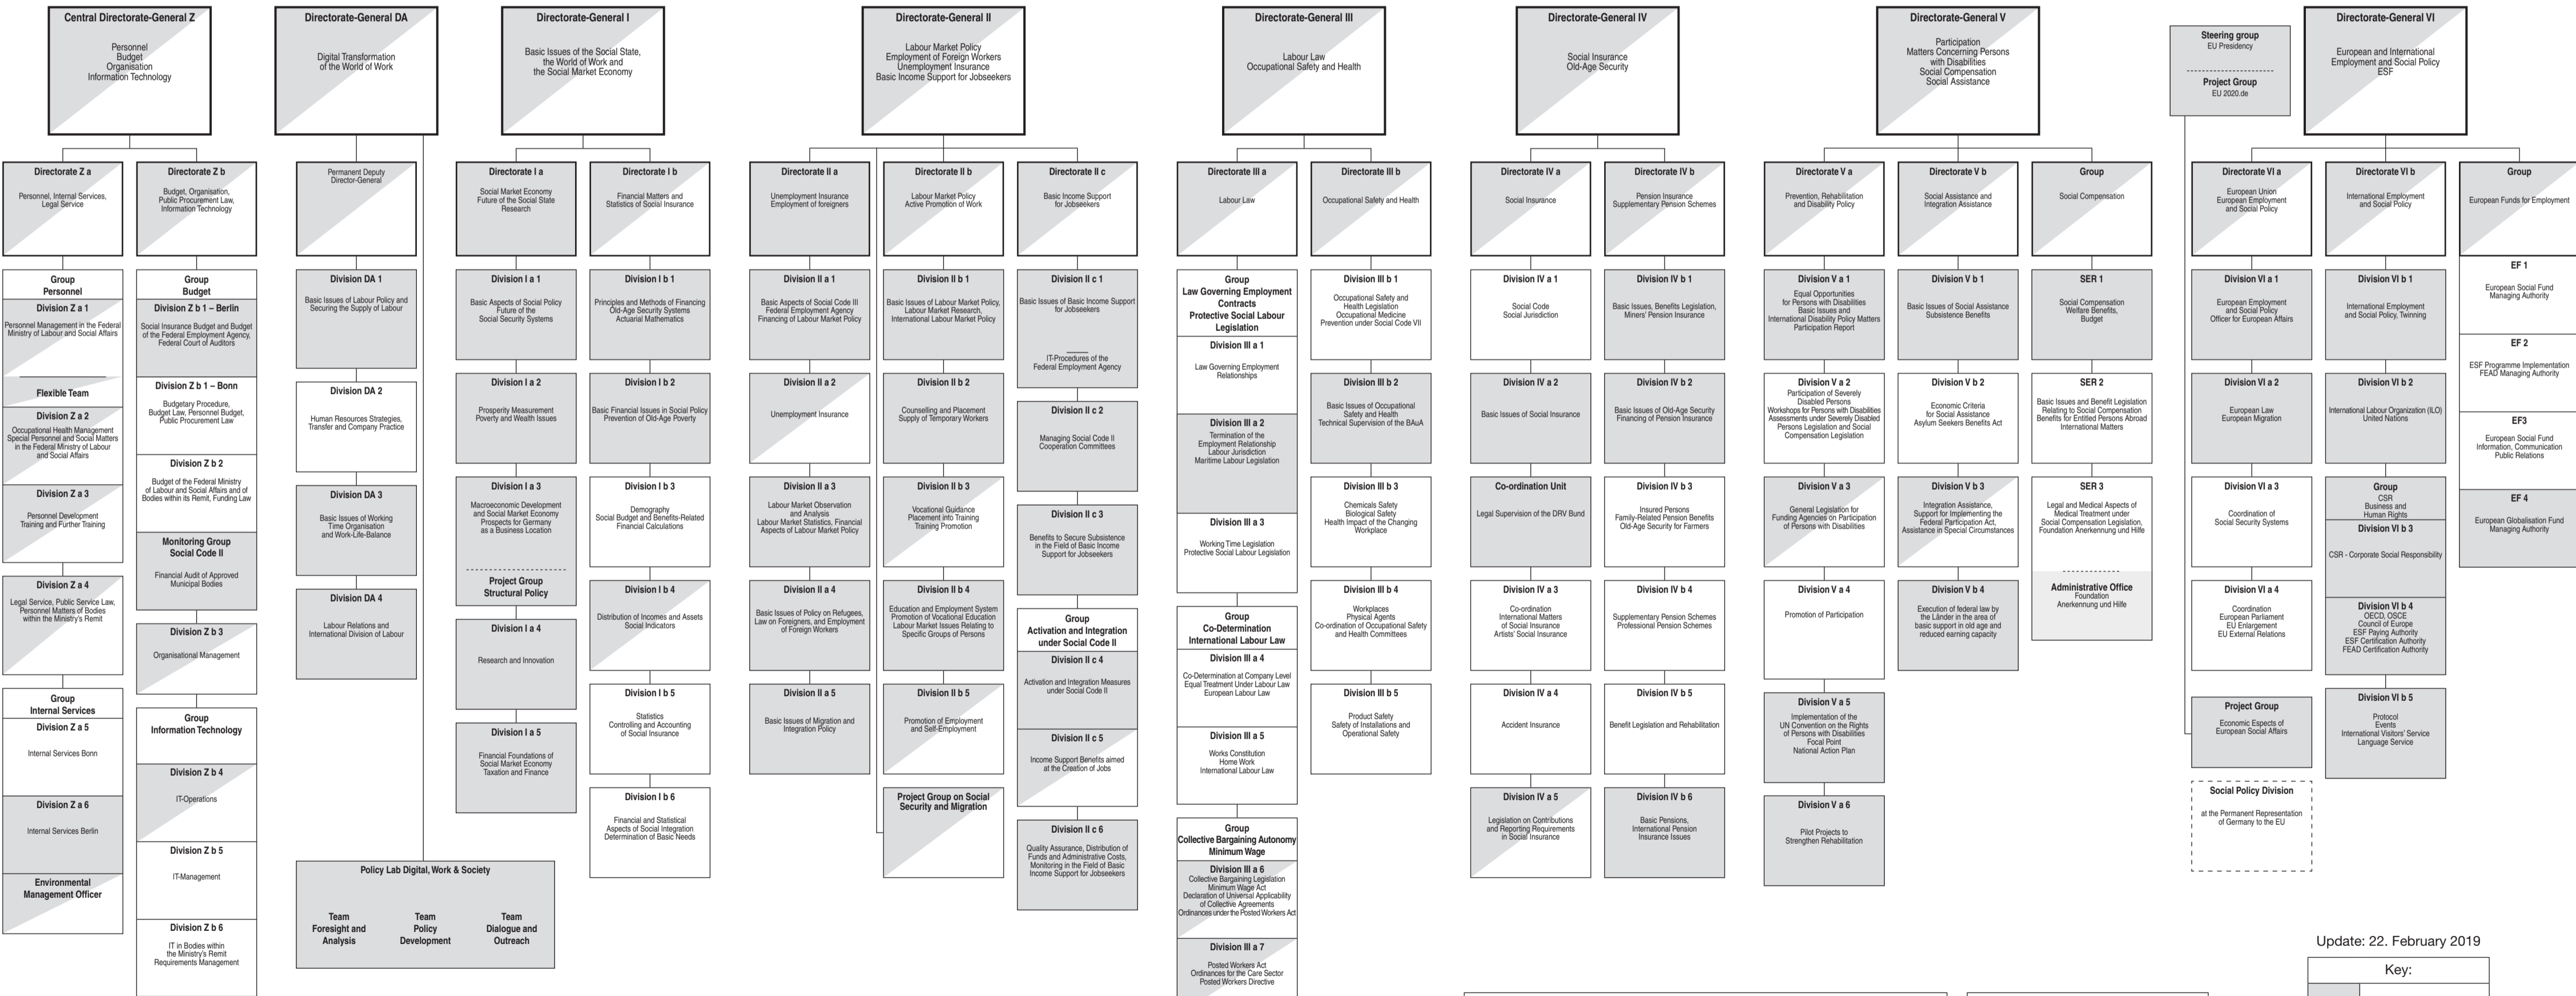 Central Directorate-General Z
Personnel
Budget
Organisation
Information Technology
Directorate Z a
Personnel, Internal Services,
Legal Service
Group
Personnel
Division Z a 1
Personnel Management in the Federal
Ministry of Labour and Social Affairs
Flexible Team
Division Z a 2
Occupational Health Management
Special Personnel and Social Matters
in the Federal Ministry of Labour
and Social Affairs
Division Z a 3
Personnel Development
Training and Further Training
Division Z a 4
Legal Service, Public Service Law,
Personnel Matters of Bodies
within the Ministry's Remit
Group
Internal Services
Division Z a 5
Internal Services Bonn
Division Z a 6
Internal Services Berlin
Environmental
Management Officer
Directorate Z b
Budget, Organisation,
Public Procurement Law,
Information Technology
Group
Budget
Division Z b 1 – Berlin
Social Insurance Budget and Budget
of the Federal Employment Agency,
Federal Court of Auditors
Division Z b 1 – Bonn
Budgetary Procedure,
Budget Law, Personnel Budget,
Public Procurement Law
Division Z b 2
Budget of the Federal Ministry
of Labour and Social Affairs and of
Bodies within its Remit, Funding Law
Monitoring Group
Social Code II
Financial Audit of Approved
Municipal Bodies
Division Z b 3
Organisational Management
Group
Information Technology
Division Z b 4
IT-Operations
Division Z b 5
IT-Management
Division Z b 6
IT in Bodies within
the Ministry's Remit
Requirements Management
Directorate-General DA
Digital Transformation
of the World of Work
Permanent Deputy
Director-General
Division DA 1
Basic Issues of Labour Policy and
Securing the Supply of Labour
Division DA 2
Human Resources Strategies,
Transfer and Company Practice
Division DA 3
Basic Issues of Working
Time Organisation
and Work-Life-Balance
Division DA 4
Labour Relations and
International Division of Labour
Policy Lab Digital, Work & Society
Team
Foresight and
Analysis
Team
Policy
Development
Team
Dialogue and
Outreach
Directorate-General I
Basic Issues of the Social State,
the World of Work and
the Social Market Economy
Directorate I a
Social Market Economy
Future of the Social State
Research
Division I a 1
Basic Aspects of Social Policy
Future of the
Social Security Systems
Division I a 2
Prosperity Measurement
Poverty and Wealth Issues
Division I a 3
Macroeconomic Development
and Social Market Economy
Prospects for Germany
as a Business Location
Project Group
Structural Policy
Division I a 4
Research and Innovation
Division I a 5
Financial Foundations of
Social Market Economy
Taxation and Finance
Directorate I b
Financial Matters and
Statistics of Social Insurance
Division I b 1
Principles and Methods of Financing
Old-Age Security Systems
Actuarial Mathematics
Division I b 2
Basic Financial Issues in Social Policy
Prevention of Old-Age Poverty
Division I b 3
Demography
Social Budget and Benefits-Related
Financial Calculations
Division I b 4
Distribution of Incomes and Assets
Social Indicators
Division I b 5
Statistics
Controlling and Accounting
of Social Insurance
Division I b 6
Financial and Statistical
Aspects of Social Integration
Determination of Basic Needs
Directorate-General II
Labour Market Policy
Employment of Foreign Workers
Unemployment Insurance
Basic Income Support for Jobseekers
Directorate II a
Unemployment Insurance
Employment of foreigners
Division II a 1
Basic Aspects of Social Code III
Federal Employment Agency
Financing of Labour Market Policy
Division II a 2
Unemployment Insurance
Division II a 3
Labour Market Observation
and Analysis
Labour Market Statistics, Financial
Aspects of Labour Market Policy
Division II a 4
Basic Issues of Policy on Refugees,
Law on Foreigners, and Employment
of Foreign Workers
Division II a 5
Basic Issues of Migration and
Integration Policy
Directorate II b
Labour Market Policy
Active Promotion of Work
Division II b 1
Basic Issues of Labour Market Policy,
Labour Market Research,
International Labour Market Policy
Division II b 2
Counselling and Placement
Supply of Temporary Workers
Division II b 3
Vocational Guidance
Placement into Training
Training Promotion
Division II b 4
Education and Employment System
Promotion of Vocational Education
Labour Market Issues Relating to
Specific Groups of Persons
Division II b 5
Promotion of Employment
and Self-Employment
Project Group on Social
Security and Migration
Directorate II c
Basic Income Support
for Jobseekers
Division II c 1
Basic Issues of Basic Income Support
for Jobseekers
IT-Procedures of the
Federal Employment Agency
Division II c 2
Managing Social Code II
Cooperation Committees
Division II c 3
Benefits to Secure Subsistence
in the Field of Basic Income
Support for Jobseekers
Group
Activation and Integration
under Social Code II
Division II c 4
Activation and Integration Measures
under Social Code II
Division II c 5
Income Support Benefits aimed
at the Creation of Jobs
Division II c 6
Quality Assurance, Distribution of
Funds and Administrative Costs,
Monitoring in the Field of Basic
Income Support for Jobseekers
Directorate-General III
Labour Law
Occupational Safety and Health
Directorate III a
Labour Law
Group
Law Governing Employment
Contracts
Protective Social Labour
Legislation
Division III a 1
Law Governing Employment
Relationships
Division III a 2
Termination of the
Employment Relationship
Labour Jurisdiction
Maritime Labour Legislation
Division III a 3
Working Time Legislation
Protective Social Labour Legislation
Group
Co-Determination
International Labour Law
Division III a 4
Co-Determination at Company Level
Equal Treatment Under Labour Law
European Labour Law
Division III a 5
Works Constitution
Home Work
International Labour Law
Group
Collective Bargaining Autonomy
Minimum Wage
Division III a 6
Collective Bargaining Legislation
Minimum Wage Act
Declaration of Universal Applicability
of Collective Agreements
Ordinances under the Posted Workers Act
Division III a 7
Posted Workers Act
Ordinances for the Care Sector
Posted Workers Directive
Directorate III b
Occupational Safety and Health
Division III b 1
Occupational Safety and
Health Legislation
Occupational Medicine
Prevention under Social Code VII
Division III b 2
Basic Issues of Occupational
Safety and Health
Technical Supervision of the BAuA
Division III b 3
Chemicals Safety
Biological Safety
Health Impact of the Changing
Workplace
Division III b 4
Workplaces
Physical Agents
Co-ordination of Occupational Safety
and Health Committees
Division III b 5
Product Safety
Safety of Installations and
Operational Safety
Directorate-General IV
Social Insurance
Old-Age Security
Directorate IV a
Social Insurance
Division IV a 1
Social Code
Social Jurisdiction
Division IV a 2
Basic Issues of Social Insurance
Co-ordination Unit
Legal Supervision of the DRV Bund
Division IV a 3
Co-ordination
International Matters
of Social Insurance
Artists' Social Insurance
Division IV a 4
Accident Insurance
Division IV a 5
Legislation on Contributions
and Reporting Requirements
in Social Insurance
Directorate IV b
Pension Insurance
Supplementary Pension Schemes
Division IV b 1
Basic Issues, Benefits Legislation,
Miners' Pension Insurance
Division IV b 2
Basic Issues of Old-Age Security
Financing of Pension Insurance
Division IV b 3
Insured Persons
Family-Related Pension Benefits
Old-Age Security for Farmers
Division IV b 4
Supplementary Pension Schemes
Professional Pension Schemes
Division IV b 5
Benefit Legislation and Rehabilitation
Division IV b 6
Basic Pensions,
International Pension
Insurance Issues
Directorate-General V
Participation
Matters Concerning Persons
with Disabilities
Social Compensation
Social Assistance
Directorate V a
Prevention, Rehabilitation
and Disability Policy
Division V a 1
Equal Opportunities
for Persons with Disabilities
Basic Issues and
International Disability Policy Matters
Participation Report
Division V a 2
Participation of Severely
Disabled Persons
Workshops for Persons with Disabilities
Assessments under Severely Disabled
Persons Legislation and Social
Compensation Legislation
Division V a 3
General Legislation for
Funding Agencies on Participation
of Persons with Disabilities
Division V a 4
Promotion of Participation
Division V a 5
Implementation of the
UN Convention on the Rights
of Persons with Disabilities
Focal Point
National Action Plan
Division V a 6
Pilot Projects to
Strengthen Rehabilitation
Directorate V b
Social Assistance and
Integration Assistance
Division V b 1
Basic Issues of Social Assistance
Subsistence Benefits
Division V b 2
Economic Criteria
for Social Assistance
Asylum Seekers Benefits Act
Division V b 3
Integration Assistance,
Support for Implementing the
Federal Participation Act,
Assistance in Special Circumstances
Division V b 4
Execution of federal law by
the Länder in the area of
basic support in old age and
reduced earning capacity
Group
Social Compensation
SER 1
Social Compensation
Welfare Benefits,
Budget
SER 2
Basic Issues and Benefit Legislation
Relating to Social Compensation
Benefits for Entitled Persons Abroad
International Matters
SER 3
Legal and Medical Aspects of
Medical Treatment under
Social Compensation Legislation,
Foundation Anerkennung und Hilfe
Administrative Office
Foundation
Anerkennung und Hilfe
Steering group
EU Presidency
Project Group
EU 2020.de
Directorate-General VI
European and International
Employment and Social Policy
ESF
Directorate VI a
European Union
European Employment
and Social Policy
Division VI a 1
European Employment
and Social Policy
Officer for European Affairs
Division VI a 2
European Law
European Migration
Division VI a 3
Coordination of
Social Security Systems
Division VI a 4
Coordination
European Parliament
EU Enlargement
EU External Relations
Project Group
Economic Espects of
European Social Affairs
Social Policy Division
at the Permanent Representation
of Germany to the EU
Directorate VI b
International Employment
and Social Policy
Division VI b 1
International Employment
and Social Policy, Twinning
Division VI b 2
International Labour Organization (ILO)
United Nations
Group
CSR
Business and
Human Rights
Division VI b 3
CSR - Corporate Social Responsibility
Division VI b 4
OECD, OSCE
Council of Europe
ESF Paying Authority
ESF Certification Authority
FEAD Certification Authority
Division VI b 5
Protocol
Events
International Visitors' Service
Language Service
Group
European Funds for Employment
EF 1
European Social Fund
Managing Authority
EF 2
ESF Programme Implementation
FEAD Managing Authority
EF3
European Social Fund
Information, Communication
Public Relations
EF 4
European Globalisation Fund
Managing Authority
Update: 22. February 2019
Key: